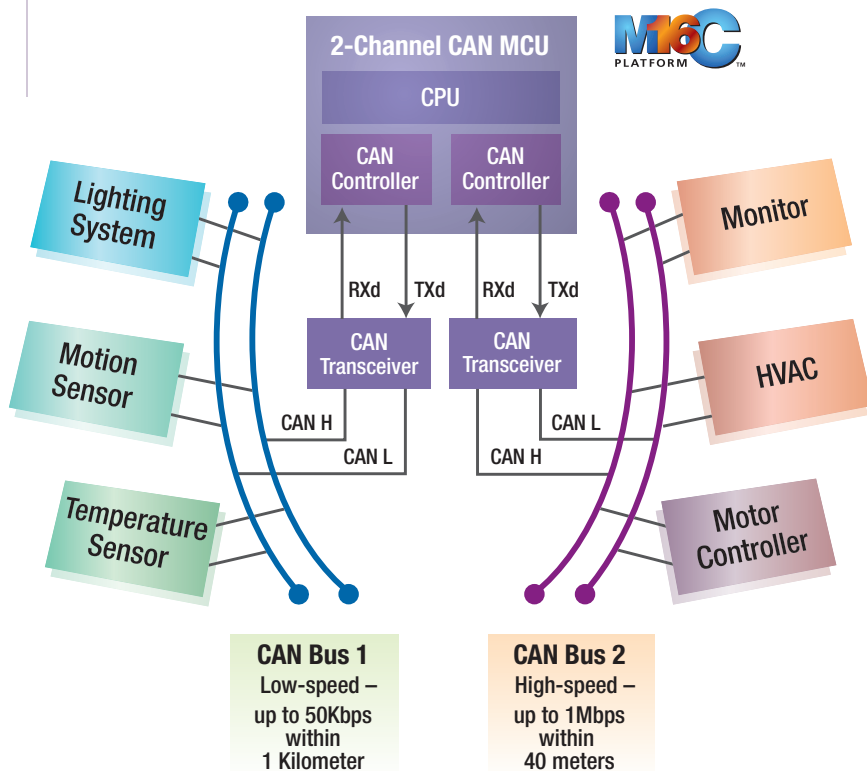 2-Channel CAN MCU
M16C
PLATFORM ™
CPU
CAN
Controller
CAN
Controller
Lighting
System
Monitor
RXd
TXd
RXd
TXd
CAN
Transceiver
CAN
Transceiver
Motion
Sensor
HVAC
CAN H
CAN L
CAN L
CAN H
Temperature
Sensor
Motor
Controller
CAN Bus 1
Low-speed –
up to 50Kbps
within
1 Kilometer
CAN Bus 2
High-speed –
up to 1Mbps
within
40 meters